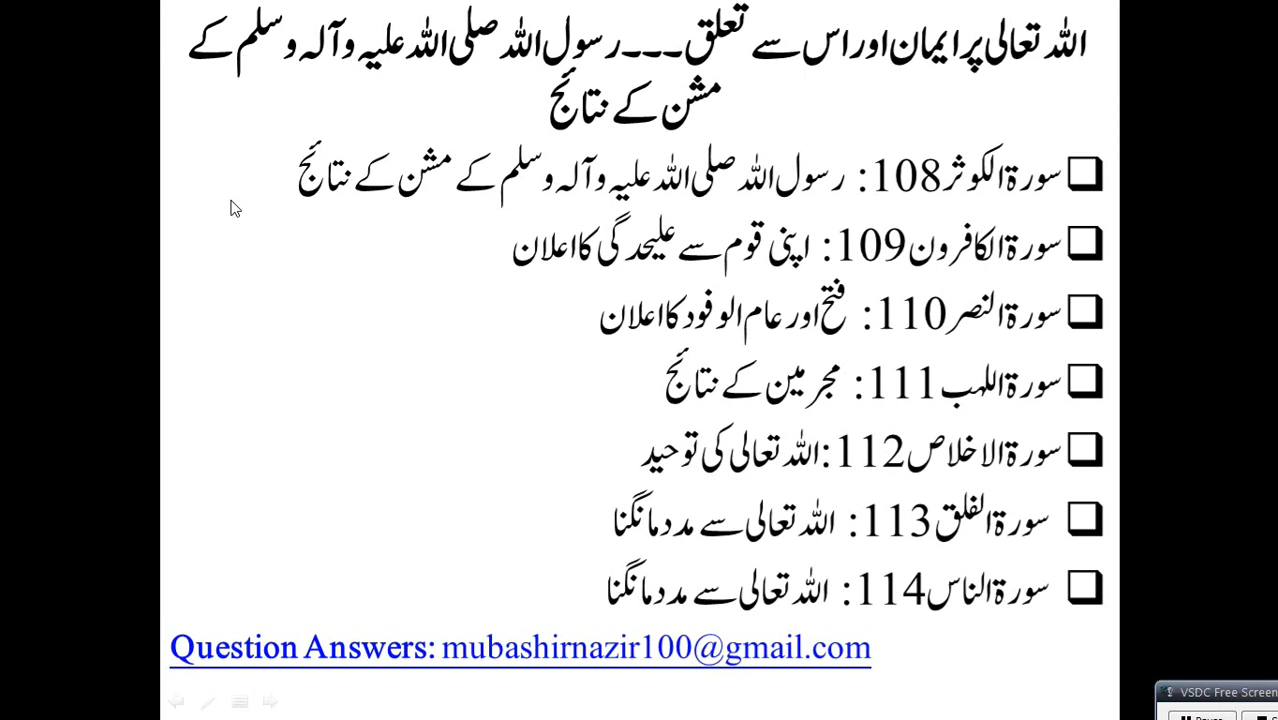 اللہ تعالی پر ایمان اور اس سے تعلق۔۔۔رسول اللہ صلی اللہ علیہ وآلہ وسلم کے
مشن کے نتائج
❑ سورۃ الکوثر 108: رسول اللہ صلی اللہ علیہ وآلہ وسلم کے مشن کے نتائج
❑ سورۃ الکافرون 109: اپنی قوم سے علیحدگی کا اعلان
❑ سورۃ النصر 110: فتح اور عام الوفود کا اعلان
❑ سورۃ اللہب 111: مجرمین کے نتائج
❑ سورۃ الاخلاص 112: اللہ تعالی کی توحید
❑ سورۃ الفلق 113: اللہ تعالی سے مدد مانگنا
❑ سورۃ الناس 114: اللہ تعالی سے مدد مانگنا
Question Answers: mubashirnazir100@gmail.com
VSDC Free Screen